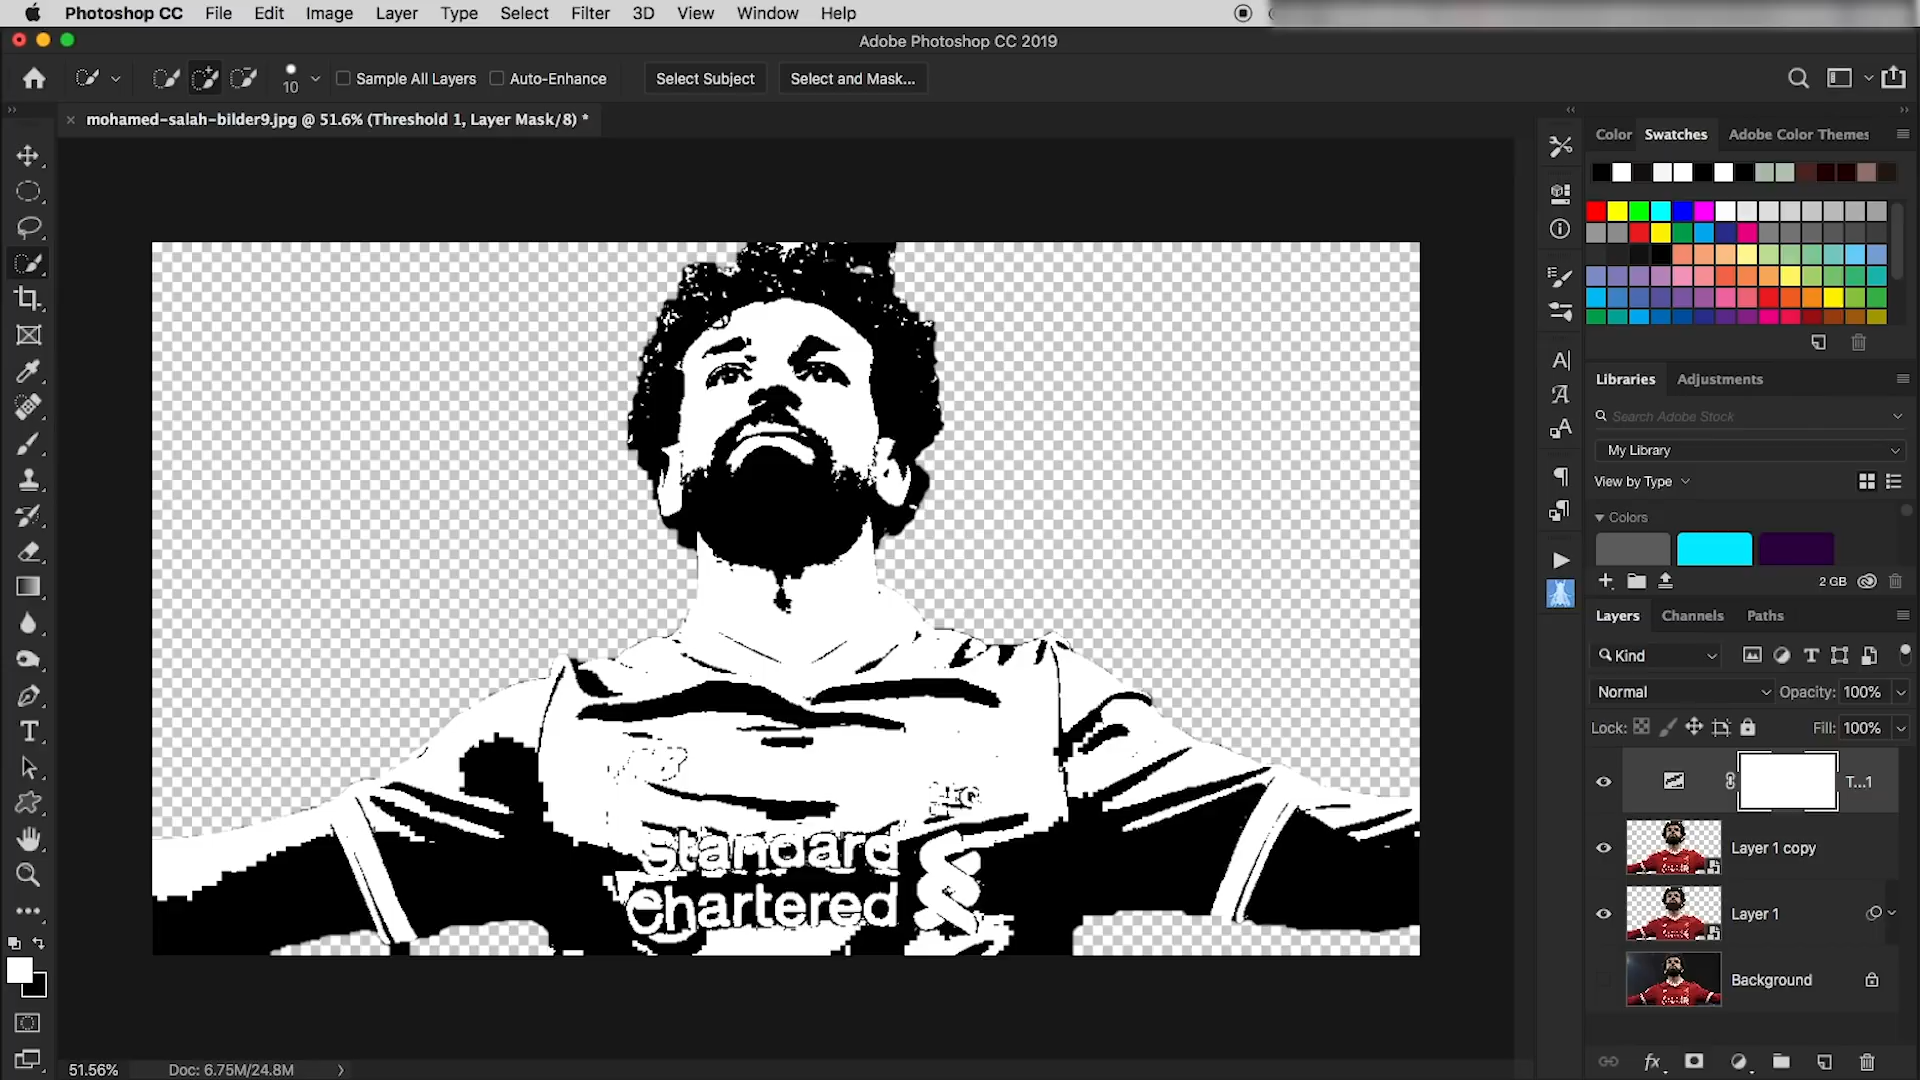 Photoshop CC File Edit Image Layer Type Select Filter 3D View Window Help
Adobe Photoshop CC 2019
10 Sample All Layers Auto-Enhance Select Subject Select and Mask...
× mohamed-salah-bilder9.jpg @ 51.6% (Threshold 1, Layer Mask/8) *
Color Swatches Adobe Color Themes
Libraries Adjustments
Search Adobe Stock
My Library
View by Type
Colors
2 GB
Layers Channels Paths
Kind
Normal Opacity: 100%
Lock: Fill: 100%
T...1
Layer 1 copy
Layer 1
Background
Standard
Chartered
51.56% Doc: 6.75M/24.8M
fx